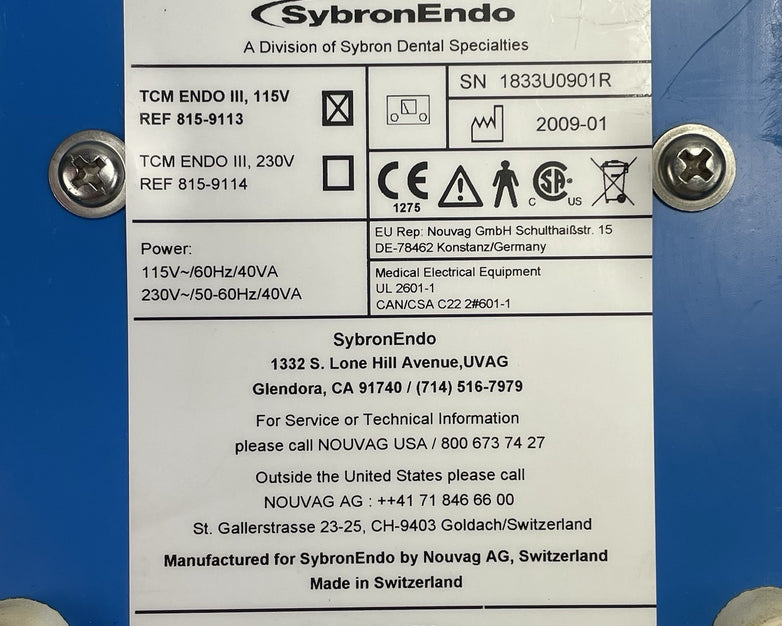 SybronEndo
A Division of Sybron Dental Specialties
TCM ENDO III, 115V
REF 815-9113
TCM ENDO III, 230V
REF 815-9114
SN 1833U0901R
2009-01
CE
1275
C SA US
Power:
115V~/60Hz/40VA
230V~/50-60Hz/40VA
EU Rep: Nouvag GmbH Schulthaißstr. 15
DE-78462 Konstanz/Germany
Medical Electrical Equipment
UL 2601-1
CAN/CSA C22 2#601-1
SybronEndo
1332 S. Lone Hill Avenue,UVAG
Glendora, CA 91740 / (714) 516-7979
For Service or Technical Information
please call NOUVAG USA / 800 673 74 27
Outside the United States please call
NOUVAG AG : ++41 71 846 66 00
St. Gallerstrasse 23-25, CH-9403 Goldach/Switzerland
Manufactured for SybronEndo by Nouvag AG, Switzerland
Made in Switzerland